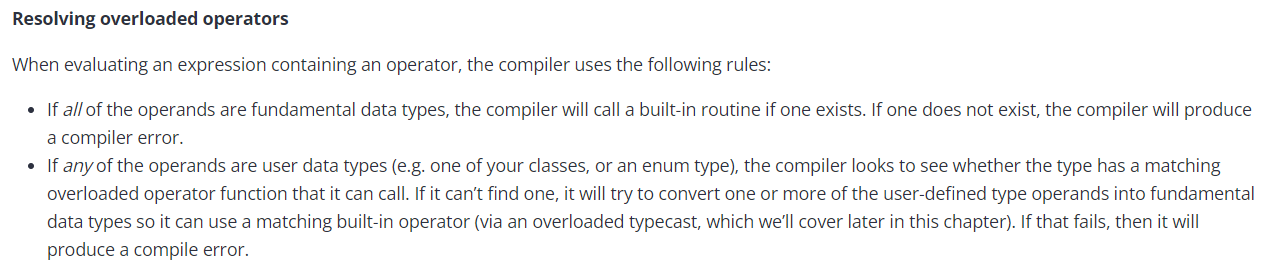 Resolving overloaded operators
When evaluating an expression containing an operator, the compiler uses the following rules:
• If all of the operands are fundamental data types, the compiler will call a built-in routine if one exists. If one does not exist, the compiler will produce
a compiler error.
• If any of the operands are user data types (e.g. one of your classes, or an enum type), the compiler looks to see whether the type has a matching
overloaded operator function that it can call. If it can’t find one, it will try to convert one or more of the user-defined type operands into fundamental
data types so it can use a matching built-in operator (via an overloaded typecast, which we’ll cover later in this chapter). If that fails, then it will
produce a compile error.